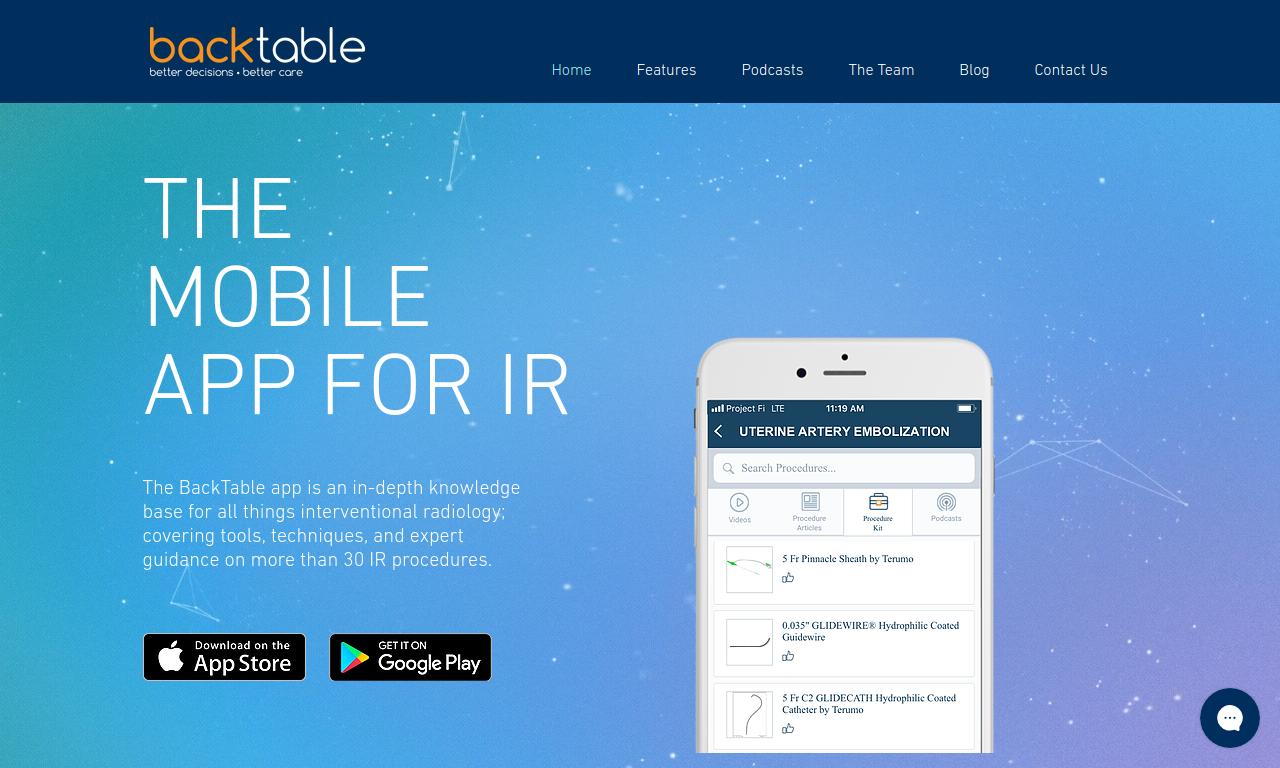 backtable
better decisions • better care
Home
Features
Podcasts
The Team
Blog
Contact Us
THE
MOBILE
APP FOR IR
The BackTable app is an in-depth knowledge
base for all things interventional radiology;
covering tools, techniques, and expert
guidance on more than 30 IR procedures.
Download on the
App Store
GET IT ON
Google Play
Project Fi LTE
11:19 AM
UTERINE ARTERY EMBOLIZATION
Search Procedures...
Videos
Procedure
Articles
Procedure
Kit
Podcasts
5 Fr Pinnacle Sheath by Terumo
0.035" GLIDEWIRE® Hydrophilic Coated
Guidewire
5 Fr C2 GLIDECATH Hydrophilic Coated
Catheter by Terumo